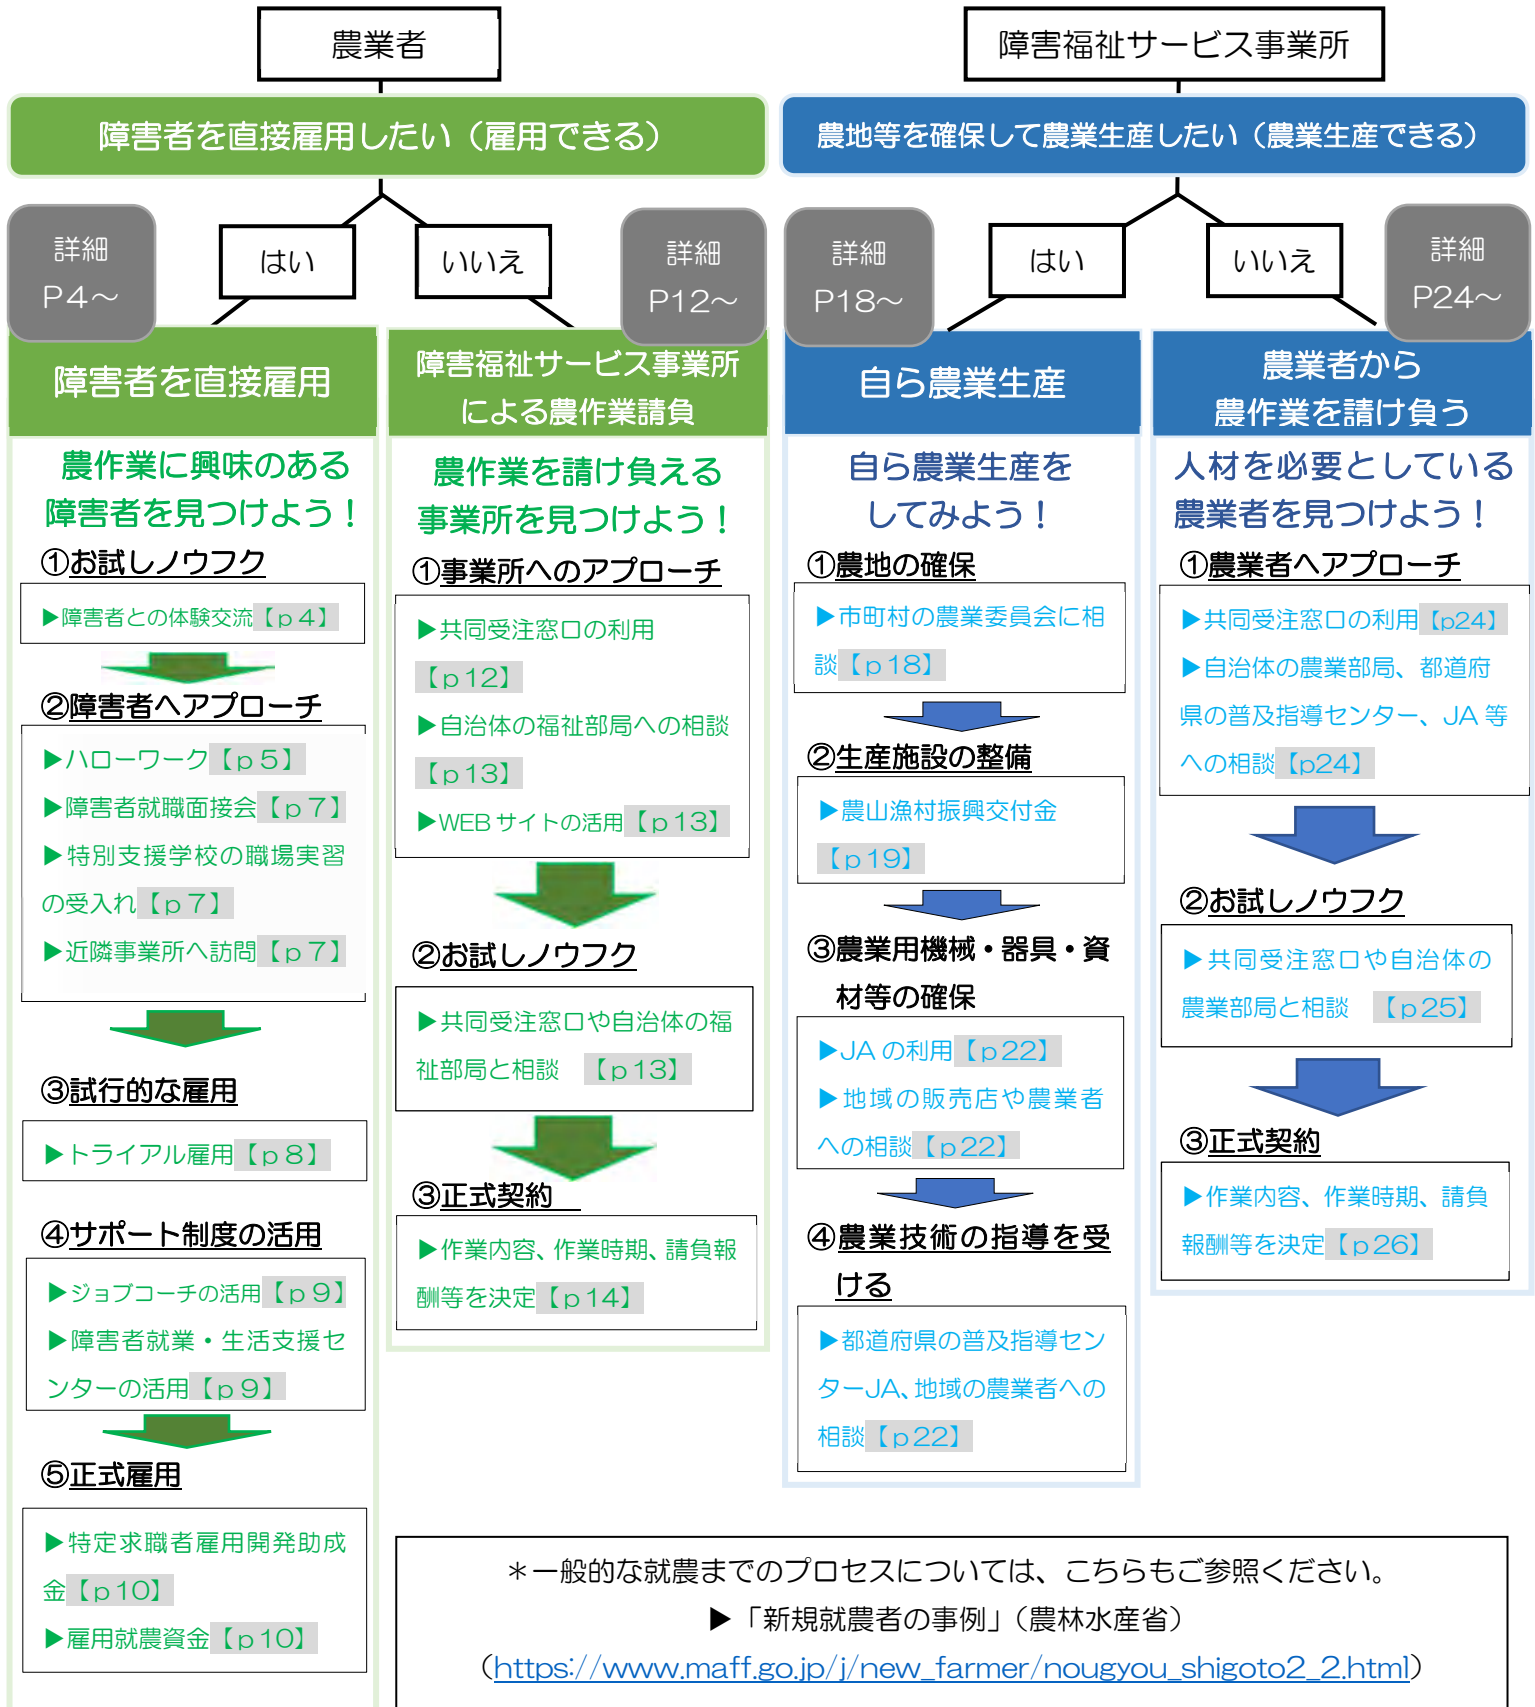 農業者
障害者を直接雇用したい（雇用できる）
詳細
P4～
はい
いいえ
詳細
P12～
障害者を直接雇用
農作業に興味のある
障害者を見つけよう！
①お試しノウフク
▶障害者との体験交流【p４】
②障害者へアプローチ
▶ハローワーク【p５】
▶障害者就職面接会【p７】
▶特別支援学校の職場実習
の受入れ【p７】
▶近隣事業所へ訪問【p７】
③試行的な雇用
▶トライアル雇用【p８】
④サポート制度の活用
▶ジョブコーチの活用【p９】
▶障害者就業・生活支援セ
ンターの活用【p９】
⑤正式雇用
▶特定求職者雇用開発助成
金【p10】
▶雇用就農資金【p10】
障害福祉サービス事業所
による農作業請負
農作業を請け負える
事業所を見つけよう！
①事業所へのアプローチ
▶共同受注窓口の利用
【p12】
▶自治体の福祉部局への相談
【p13】
▶WEBサイトの活用【p13】
②お試しノウフク
▶共同受注窓口や自治体の福
祉部局と相談　【p13】
③正式契約
▶作業内容、作業時期、請負報
酬等を決定【p14】
障害福祉サービス事業所
農地等を確保して農業生産したい（農業生産できる）
詳細
P18～
はい
いいえ
詳細
P24～
自ら農業生産
自ら農業生産を
してみよう！
①農地の確保
▶市町村の農業委員会に相
談【p18】
②生産施設の整備
▶農山漁村振興交付金
【p19】
③農業用機械・器具・資
材等の確保
▶JAの利用【p22】
▶地域の販売店や農業者
への相談【p22】
④農業技術の指導を受
ける
▶都道府県の普及指導セン
ターJA、地域の農業者への
相談【p22】
農業者から
農作業を請け負う
人材を必要としている
農業者を見つけよう！
①農業者へアプローチ
▶共同受注窓口の利用【p24】
▶自治体の農業部局、都道府
県の普及指導センター、JA等
への相談【p24】
②お試しノウフク
▶共同受注窓口や自治体の
農業部局と相談　【p25】
③正式契約
▶作業内容、作業時期、請負
報酬等を決定【p26】
＊一般的な就農までのプロセスについては、こちらもご参照ください。
▶「新規就農者の事例」（農林水産省）
（https://www.maff.go.jp/j/new_farmer/nougyou_shigoto2_2.html）